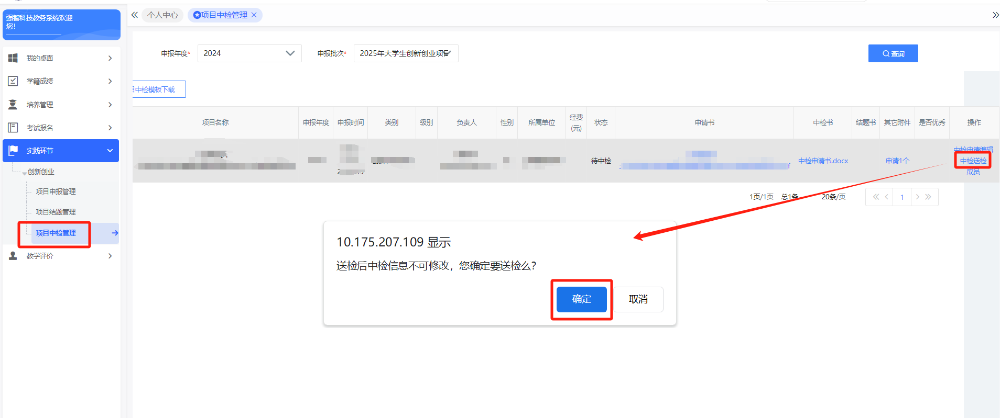 强智科技教务系统欢迎
您!
个人中心
项目中检管理
我的桌面
学籍成绩
培养管理
考试报名
实践环节
创新创业
项目申报管理
项目结题管理
项目中检管理
教学评价
申报年度* 2024 申报批次* 2025年大学生创新创业项
查询
目中检模板下载
项目名称 申报年度 申报时间 类别 级别 负责人 性别 所属单位 经费(元) 状态 申请书 中检书 结题书 其它附件 是否优秀 操作
待中检 中检申请书.docx 申请1个 中检申请编辑
中检送检
成员
1页/1页 总1条 20条/页 1
10.175.207.109 显示
送检后中检信息不可修改，您确定要送检么？
确定 取消